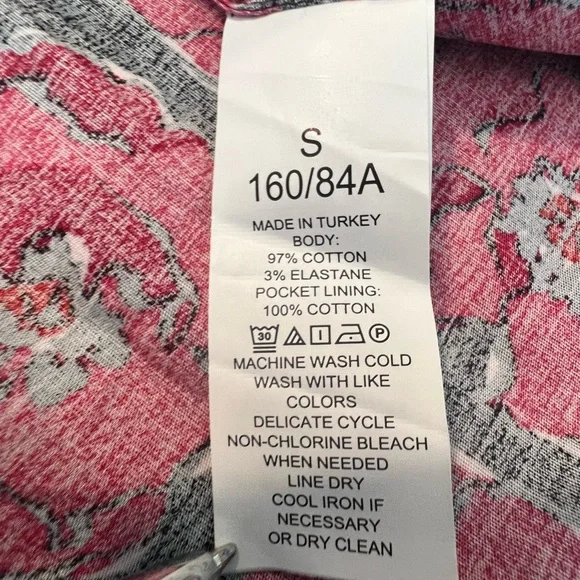 S
160/84A
MADE IN TURKEY
BODY:
97% COTTON
3% ELASTANE
POCKET LINING:
100% COTTON
30 P
MACHINE WASH COLD
WASH WITH LIKE
COLORS
DELICATE CYCLE
NON-CHLORINE BLEACH
WHEN NEEDED
LINE DRY
COOL IRON IF
NECESSARY
OR DRY CLEAN